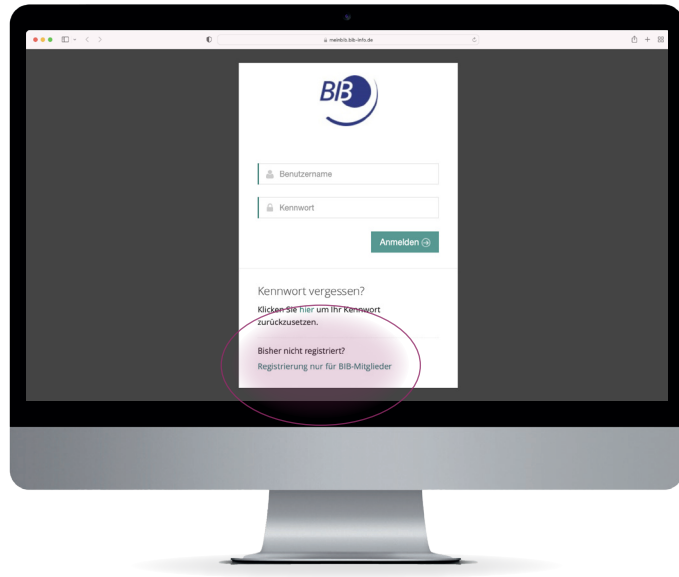 meinbib.bib-info.de
BIB
Benutzername
Kennwort
Anmelden
Kennwort vergessen?
Klicken Sie hier um Ihr Kennwort
zurückzusetzen.
Bisher nicht registriert?
Registrierung nur für BIB-Mitglieder